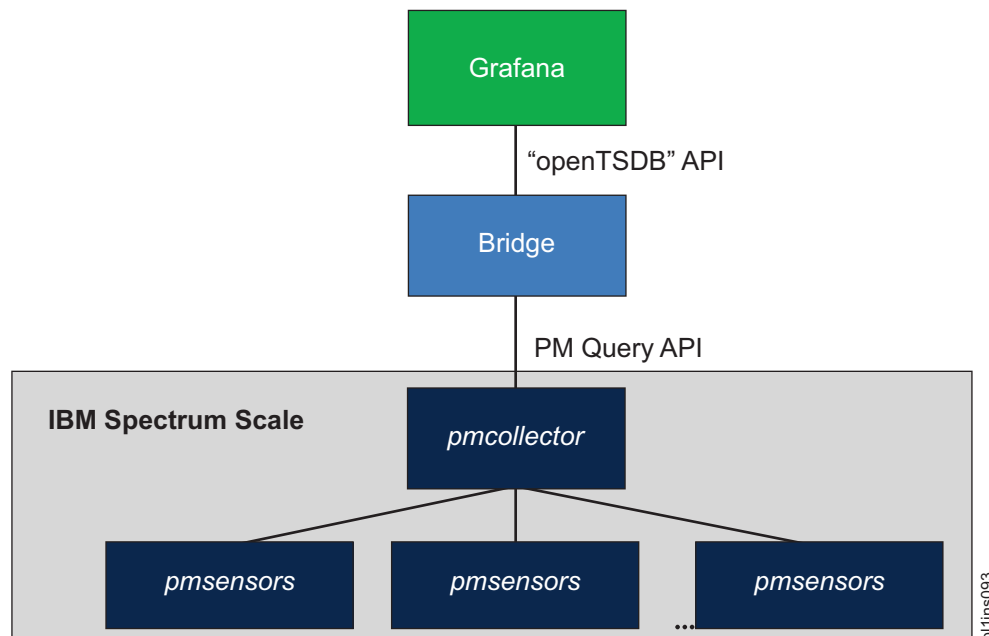 Grafana
“openTSDB” API
Bridge
PM Query API
IBM Spectrum Scale
pmcollector
pmsensors
pmsensors
...
pmsensors